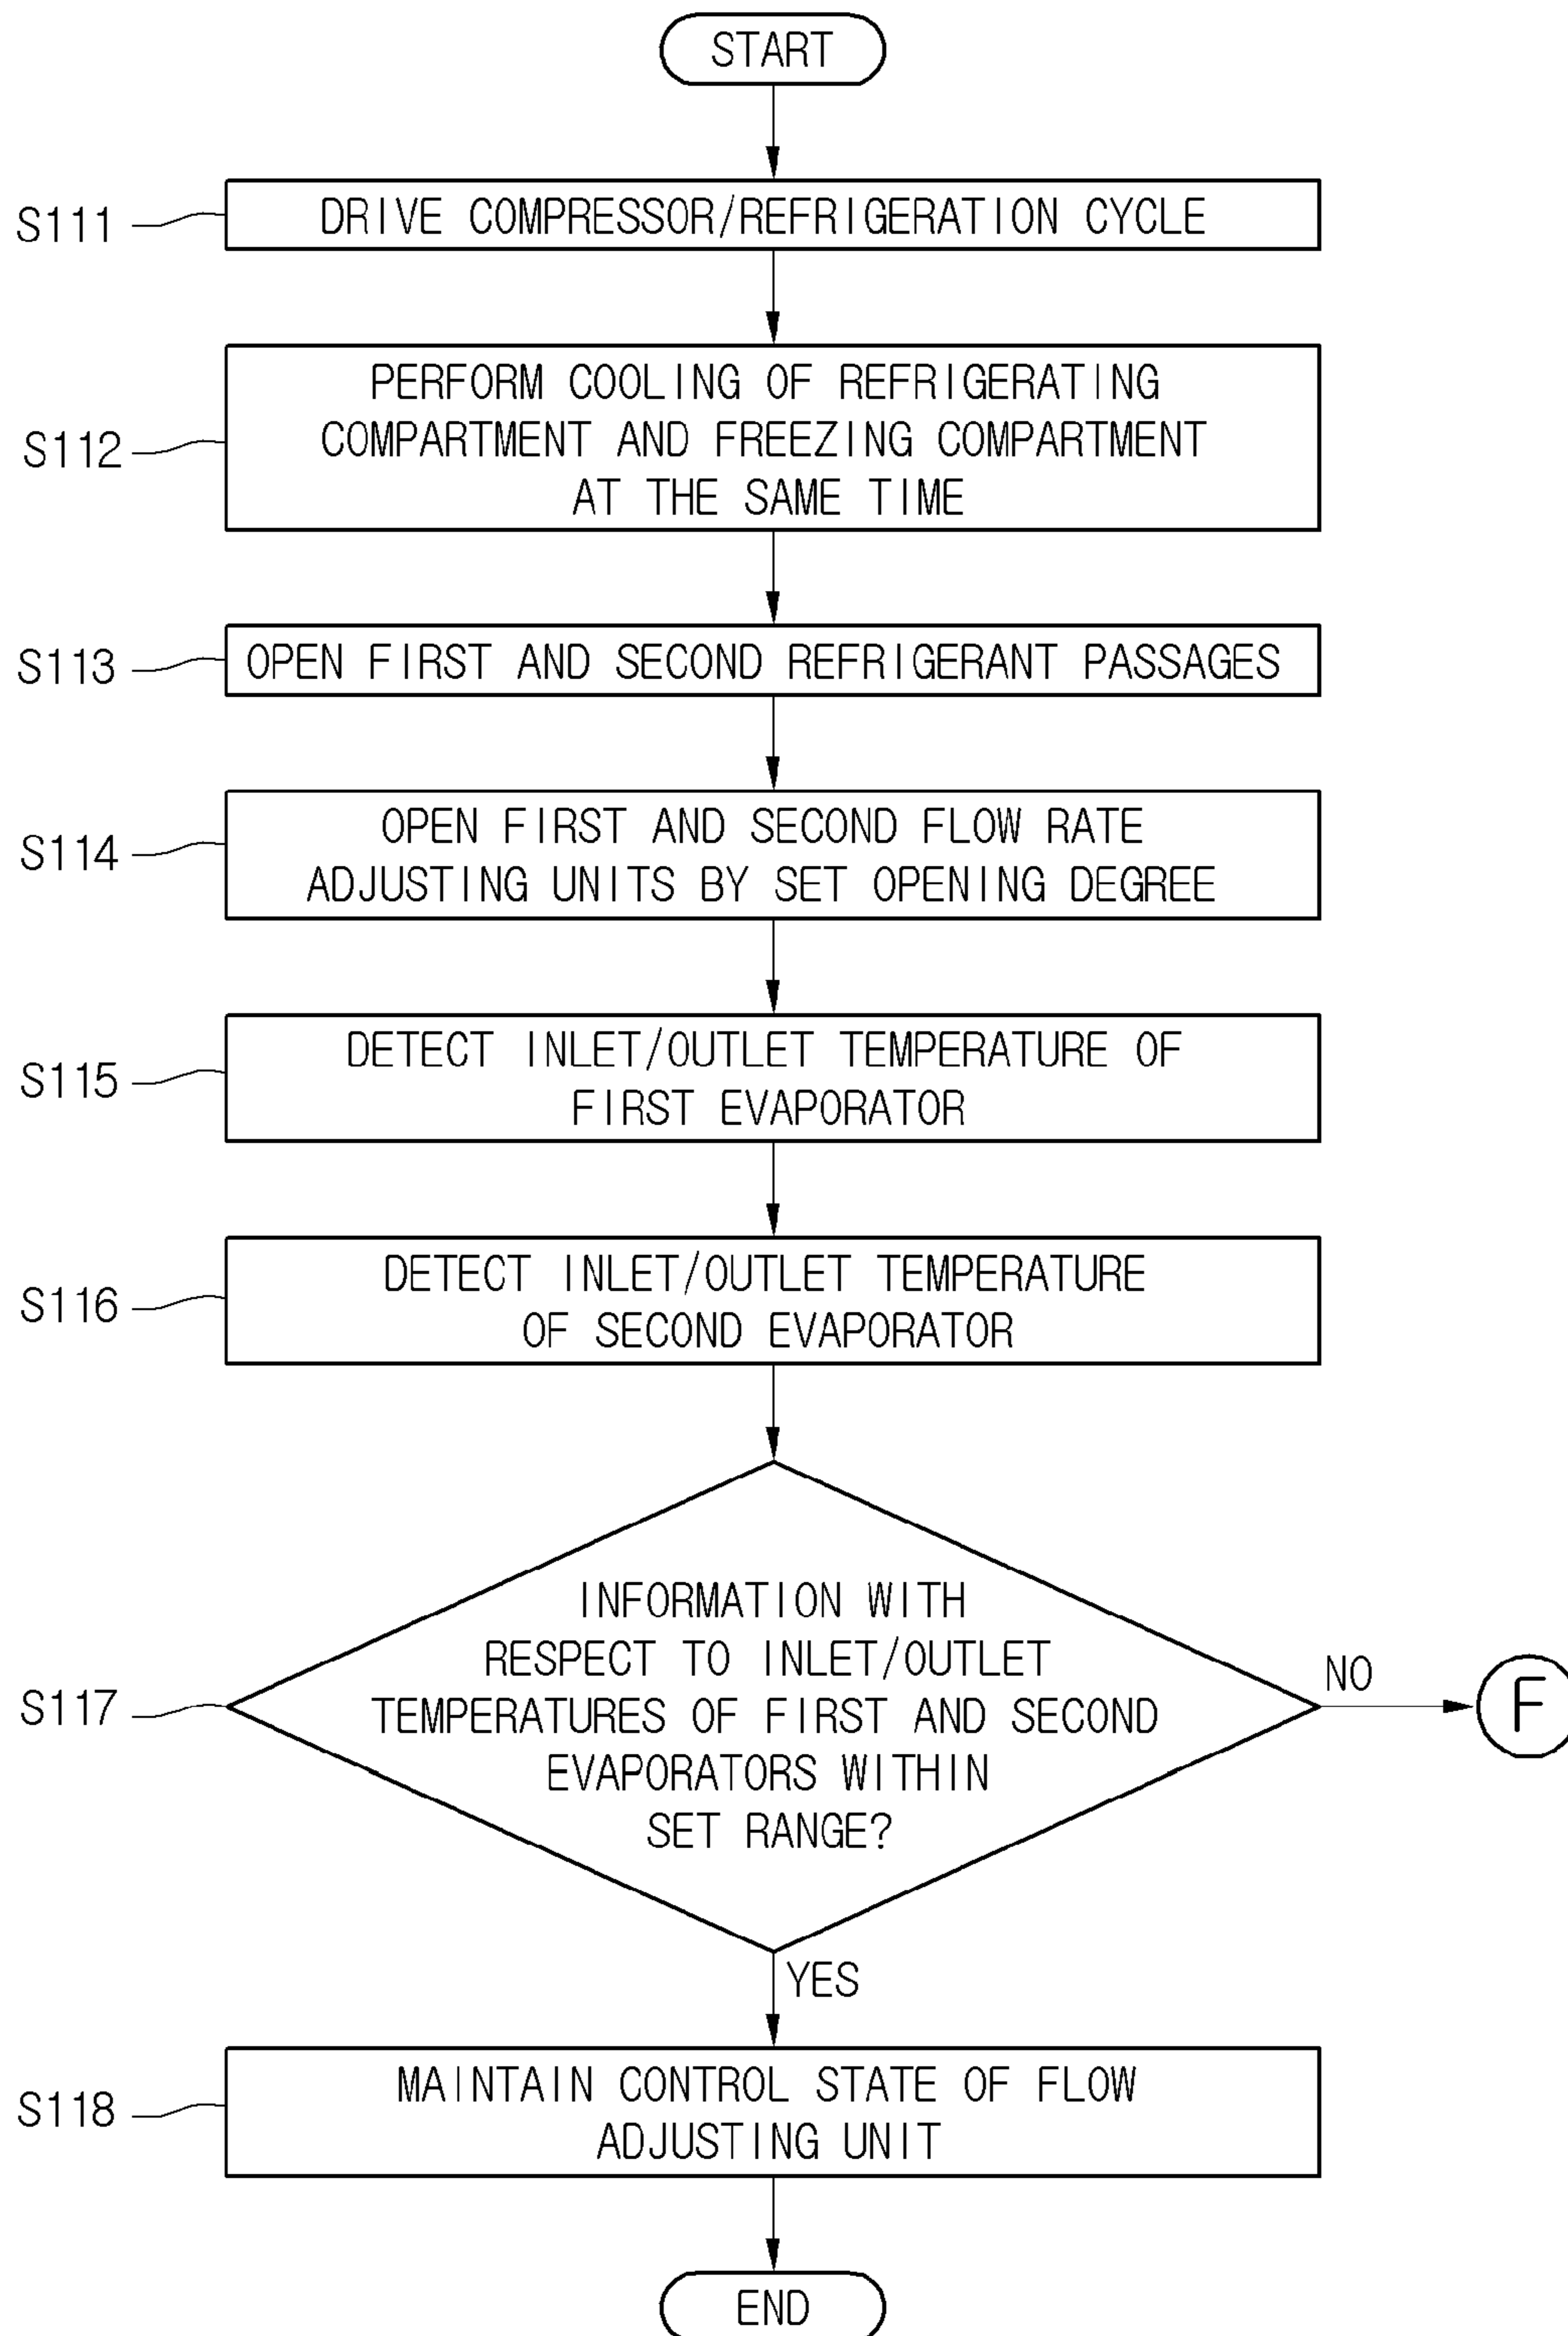 START
S111
DRIVE COMPRESSOR/REFRIGERATION CYCLE
S112
PERFORM COOLING OF REFRIGERATING
COMPARTMENT AND FREEZING COMPARTMENT
AT THE SAME TIME
S113
OPEN FIRST AND SECOND REFRIGERANT PASSAGES
S114
OPEN FIRST AND SECOND FLOW RATE
ADJUSTING UNITS BY SET OPENING DEGREE
S115
DETECT INLET/OUTLET TEMPERATURE OF
FIRST EVAPORATOR
S116
DETECT INLET/OUTLET TEMPERATURE
OF SECOND EVAPORATOR
S117
INFORMATION WITH
RESPECT TO INLET/OUTLET
TEMPERATURES OF FIRST AND SECOND
EVAPORATORS WITHIN
SET RANGE?
NO
F
YES
S118
MAINTAIN CONTROL STATE OF FLOW
ADJUSTING UNIT
END